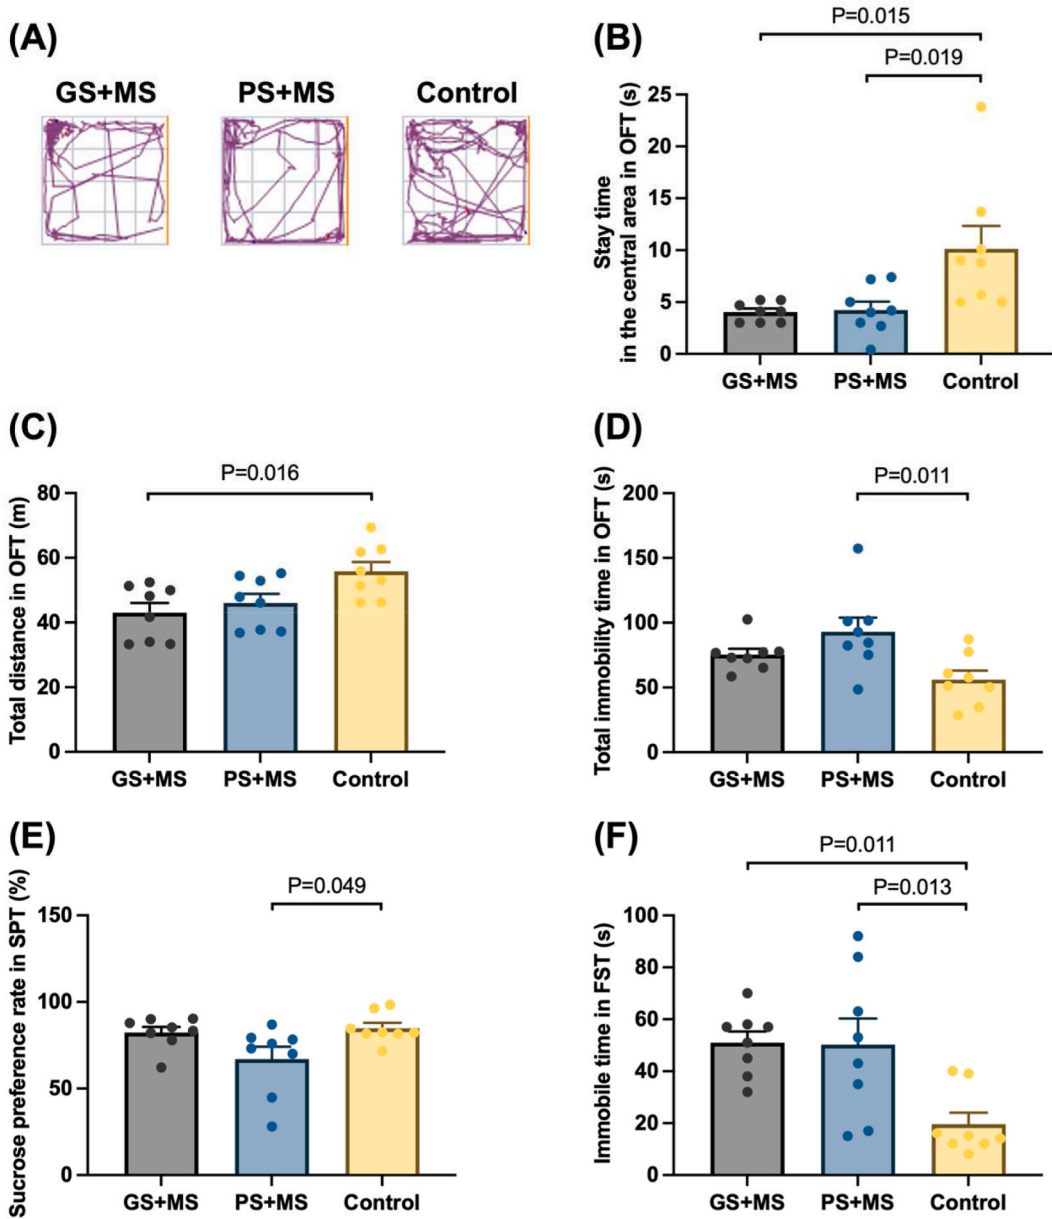 (A)
GS+MS PS+MS Control
(B)
P=0.015
P=0.019
Stay time
in the central area in OFT (s)
25
20
15
10
5
0
GS+MS PS+MS Control
(C)
P=0.016
Total distance in OFT (m)
80
60
40
20
0
GS+MS PS+MS Control
(D)
P=0.011
Total immobility time in OFT (s)
200
150
100
50
0
GS+MS PS+MS Control
(E)
P=0.049
Sucrose preference rate in SPT (%)
150
100
50
0
GS+MS PS+MS Control
(F)
P=0.011
P=0.013
Immobile time in FST (s)
100
80
60
40
20
0
GS+MS PS+MS Control